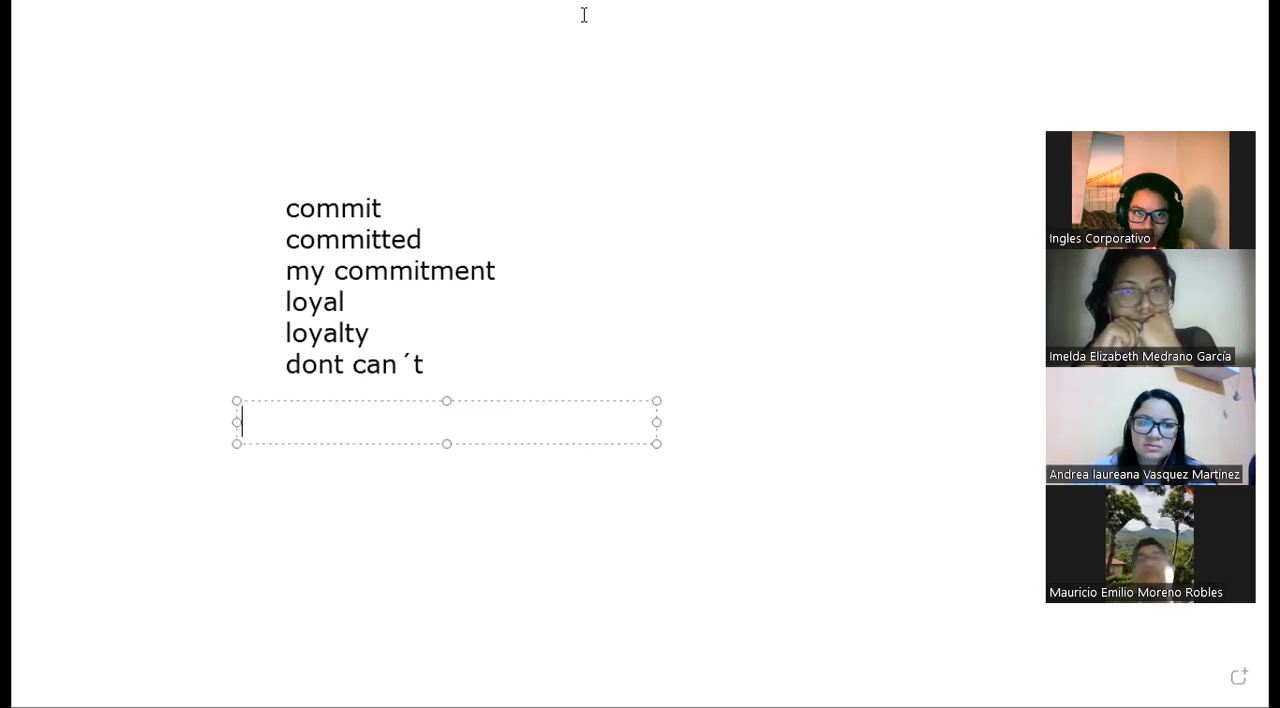 commit
committed
my commitment
loyal
loyalty
dont can´t
Ingles Corporativo
Imelda Elizabeth Medrano García
Andrea laureana Vasquez Martinez
Mauricio Emilio Moreno Robles